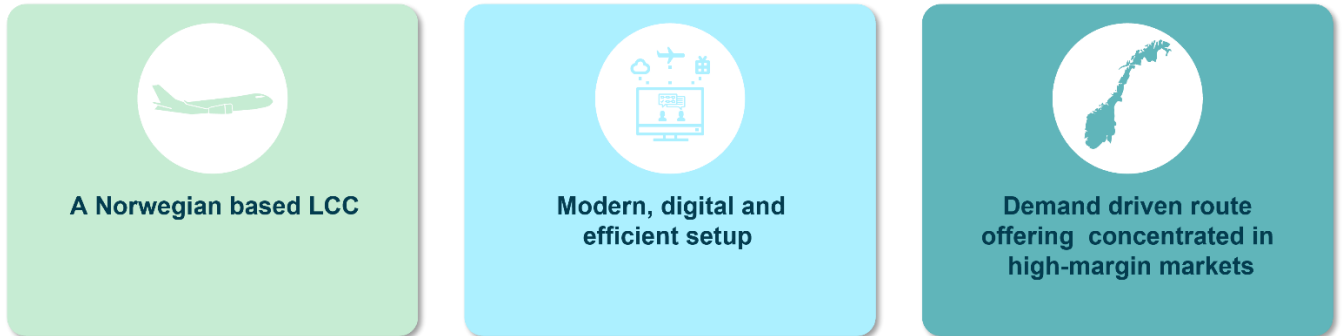 A Norwegian based LCC
Modern, digital and
efficient setup
Demand driven route
offering  concentrated in
high-margin markets